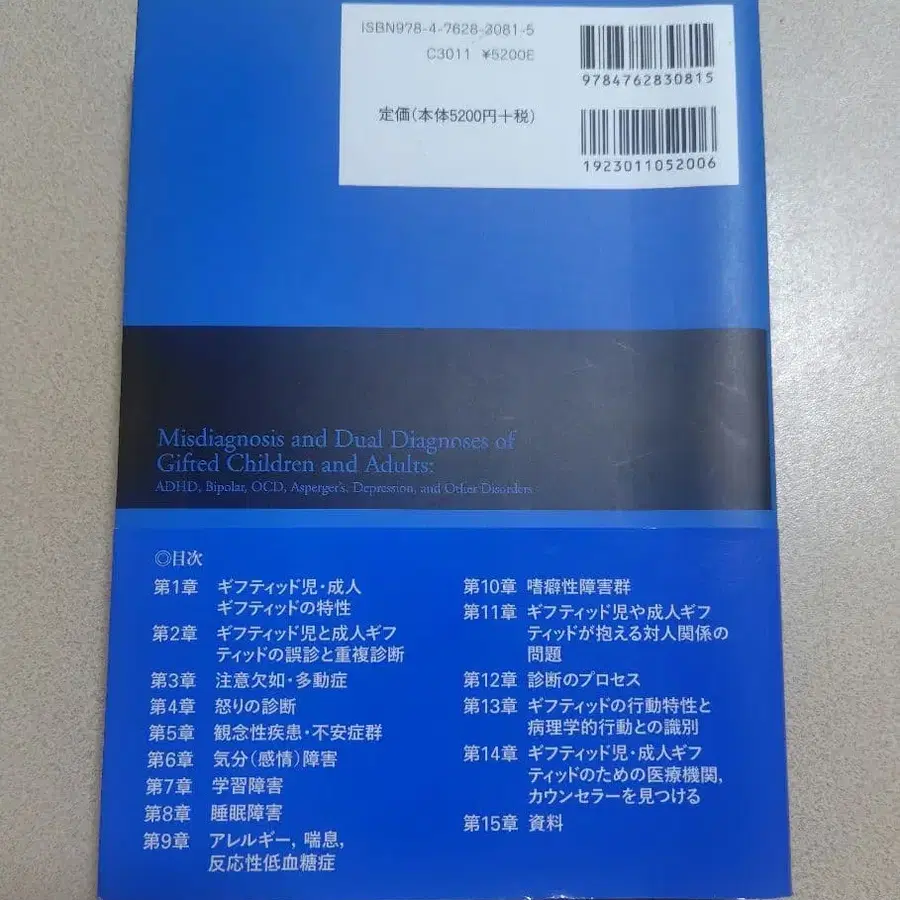 ISBN978-4-7628-3081-5
C3011 ¥5200E
定価(本体5200円+税)
9784762830815
1923011052006
Misdiagnosis and Dual Diagnoses of
Gifted Children and Adults:
ADHD, Bipolar, OCD, Asperger's, Depression, and Other Disorders
◎目次
第1章 ギフティッド児・成人
ギフティッドの特性
第2章 ギフティッド児と成人ギフ
ティッドの誤診と重複診断
第3章 注意欠如・多動症
第4章 怒りの診断
第5章 観念性疾患・不安症群
第6章 気分(感情)障害
第7章 学習障害
第8章 睡眠障害
第9章 アレルギー, 喘息,
反応性低血糖症
第10章 嗜癖性障害群
第11章 ギフティッド児や成人ギフ
ティッドが抱える対人関係の
問題
第12章 診断のプロセス
第13章 ギフティッドの行動特性と
病理学的行動との識別
第14章 ギフティッド児・成人ギフ
ティッドのための医療機関,
カウンセラーを見つける
第15章 資料